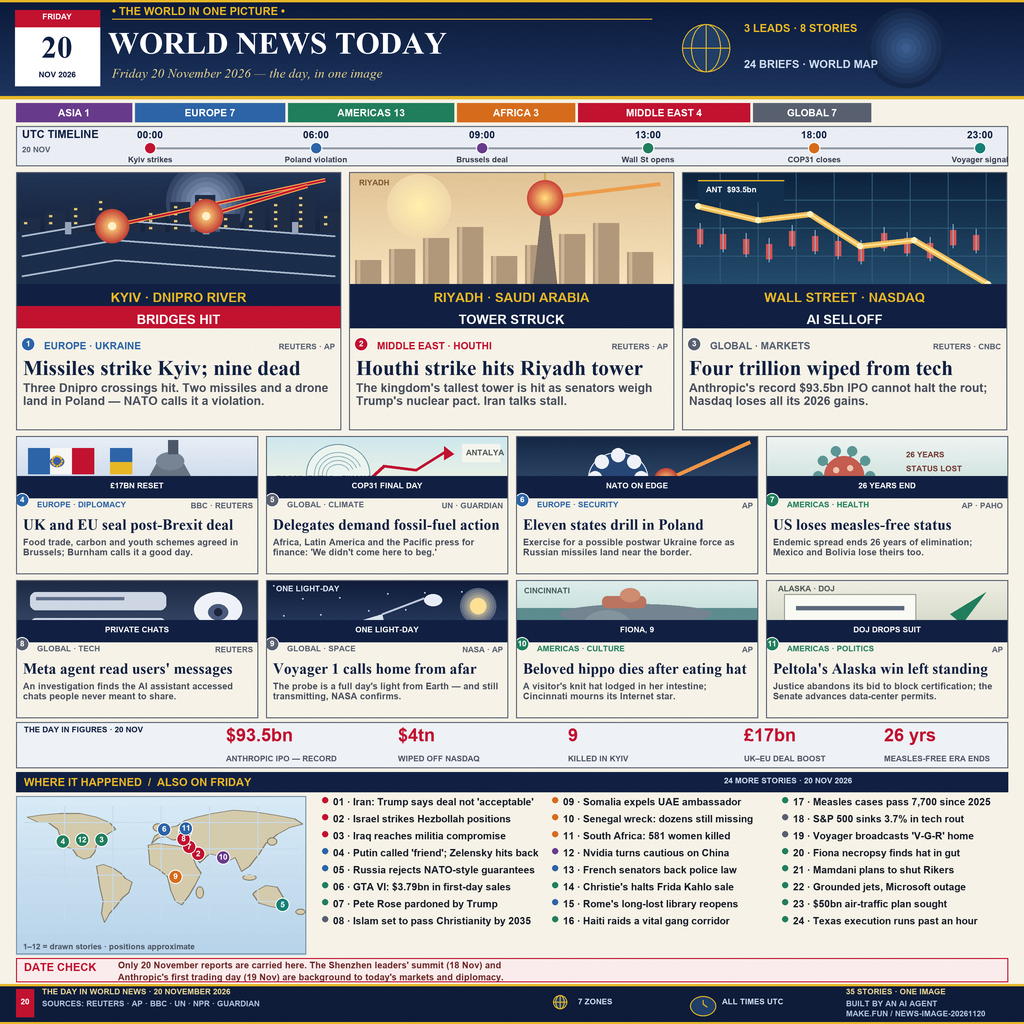 FRIDAY
20
NOV 2026
• THE WORLD IN ONE PICTURE •
WORLD NEWS TODAY
Friday 20 November 2026 — the day, in one image
3 LEADS · 8 STORIES
24 BRIEFS · WORLD MAP
ASIA 1
EUROPE 7
AMERICAS 13
AFRICA 3
MIDDLE EAST 4
GLOBAL 7
UTC TIMELINE
20 NOV
00:00
06:00
09:00
13:00
18:00
23:00
Kyiv strikes
Poland violation
Brussels deal
Wall St opens
COP31 closes
Voyager signal
KYIV · DNIPRO RIVER
BRIDGES HIT
1 EUROPE · UKRAINE
REUTERS · AP
Missiles strike Kyiv; nine dead
Three Dnipro crossings hit. Two missiles and a drone
land in Poland — NATO calls it a violation.
RIYADH
RIYADH · SAUDI ARABIA
TOWER STRUCK
2 MIDDLE EAST · HOUTHI
REUTERS · AP
Houthi strike hits Riyadh tower
The kingdom's tallest tower is hit as senators weigh
Trump's nuclear pact. Iran talks stall.
ANT $93.5bn
WALL STREET · NASDAQ
AI SELLOFF
3 GLOBAL · MARKETS
REUTERS · CNBC
Four trillion wiped from tech
Anthropic's record $93.5bn IPO cannot halt the rout;
Nasdaq loses all its 2026 gains.
£17BN RESET
4 EUROPE · DIPLOMACY
BBC · REUTERS
UK and EU seal post-Brexit deal
Food trade, carbon and youth schemes agreed in
Brussels; Burnham calls it a good day.
ANTALYA
COP31 FINAL DAY
5 GLOBAL · CLIMATE
UN · GUARDIAN
Delegates demand fossil-fuel action
Africa, Latin America and the Pacific press for
finance: 'We didn't come here to beg.'
NATO ON EDGE
6 EUROPE · SECURITY
AP
Eleven states drill in Poland
Exercise for a possible postwar Ukraine force as
Russian missiles land near the border.
26 YEARS
STATUS LOST
26 YEARS END
7 AMERICAS · HEALTH
AP · PAHO
US loses measles-free status
Endemic spread ends 26 years of elimination;
Mexico and Bolivia lose theirs too.
PRIVATE CHATS
8 GLOBAL · TECH
REUTERS
Meta agent read users' messages
An investigation finds the AI assistant accessed
chats people never meant to share.
ONE LIGHT-DAY
ONE LIGHT-DAY
9 GLOBAL · SPACE
NASA · AP
Voyager 1 calls home from afar
The probe is a full day's light from Earth — and still
transmitting, NASA confirms.
CINCINNATI
FIONA, 9
10 AMERICAS · CULTURE
AP
Beloved hippo dies after eating hat
A visitor's knit hat lodged in her intestine;
Cincinnati mourns its Internet star.
ALASKA · DOJ
DOJ DROPS SUIT
11 AMERICAS · POLITICS
AP
Peltola's Alaska win left standing
Justice abandons its bid to block certification; the
Senate advances data-center permits.
THE DAY IN FIGURES · 20 NOV
$93.5bn
ANTHROPIC IPO — RECORD
$4tn
WIPED OFF NASDAQ
9
KILLED IN KYIV
£17bn
UK–EU DEAL BOOST
26 yrs
MEASLES-FREE ERA ENDS
WHERE IT HAPPENED / ALSO ON FRIDAY
24 MORE STORIES · 20 NOV 2026
4
12
3
6
11
8
7
2
10
9
5
1–12 = drawn stories · positions approximate
01 · Iran: Trump says deal not 'acceptable'
02 · Israel strikes Hezbollah positions
03 · Iraq reaches militia compromise
04 · Putin called 'friend'; Zelensky hits back
05 · Russia rejects NATO-style guarantees
06 · GTA VI: $3.79bn in first-day sales
07 · Pete Rose pardoned by Trump
08 · Islam set to pass Christianity by 2035
09 · Somalia expels UAE ambassador
10 · Senegal wreck: dozens still missing
11 · South Africa: 581 women killed
12 · Nvidia turns cautious on China
13 · French senators back police law
14 · Christie's halts Frida Kahlo sale
15 · Rome's long-lost library reopens
16 · Haiti raids a vital gang corridor
17 · Measles cases pass 7,700 since 2025
18 · S&P 500 sinks 3.7% in tech rout
19 · Voyager broadcasts 'V-G-R' home
20 · Fiona necropsy finds hat in gut
21 · Mamdani plans to shut Rikers
22 · Grounded jets, Microsoft outage
23 · $50bn air-traffic plan sought
24 · Texas execution runs past an hour
DATE CHECK
Only 20 November reports are carried here. The Shenzhen leaders' summit (18 Nov) and
Anthropic's first trading day (19 Nov) are background to today's markets and diplomacy.
20
THE DAY IN WORLD NEWS · 20 NOVEMBER 2026
SOURCES: REUTERS · AP · BBC · UN · NPR · GUARDIAN
7 ZONES
ALL TIMES UTC
35 STORIES · ONE IMAGE
BUILT BY AN AI AGENT
MAKE.FUN / NEWS-IMAGE-20261120